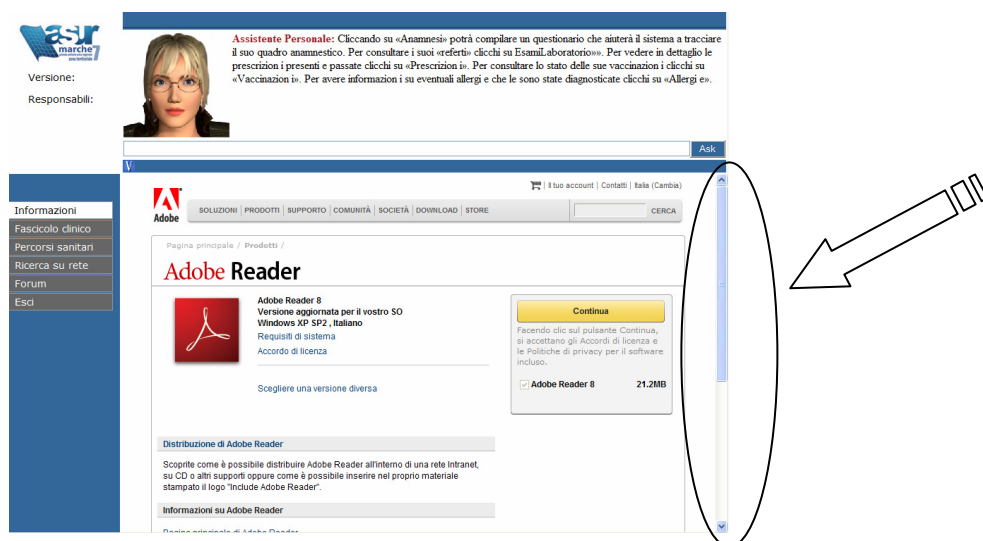 asur
marche
Versione:
Responsabili:
Assistente Personale: Cliccando su «Anamnesi» potrà compilare un questionario che aiuterà il sistema a tracciare
il suo quadro anamnestico. Per consultare i suoi «referti» clicchi su EsamiLaboratorio»». Per vedere in dettaglio le
prescrizion i presenti e passate clicchi su «Prescrizion i». Per consultare lo stato delle sue vaccinazion i clicchi su
«Vaccinazion i». Per avere informazion i su eventuali allergi e che le sono state diagnosticate clicchi su «Allergi e».
Ask
Informazioni
Fascicolo clinico
Percorsi sanitari
Ricerca su rete
Forum
Esci
Adobe
Il tuo account | Contatti | Italia (Cambia)
SOLUZIONI | PRODOTTI | SUPPORTO | COMUNITÀ | SOCIETÀ | DOWNLOAD | STORE
CERCA
Pagina principale / Prodotti /
Adobe Reader
Adobe Reader 8
Versione aggiornata per il vostro SO
Windows XP SP2 , Italiano
Requisiti di sistema
Accordo di licenza
Scegliere una versione diversa
Continua
Facendo clic sul pulsante Continua,
si accettano gli Accordi di licenza e
le Politiche di privacy per il software
incluso.
Adobe Reader 8 21.2MB
Distribuzione di Adobe Reader
Scoprite come è possibile distribuire Adobe Reader all'interno di una rete Intranet,
su CD o altri supporti oppure come è possibile inserire nel proprio materiale
stampato il logo "Include Adobe Reader".
Informazioni su Adobe Reader
Pagina principale di Adobe Reader